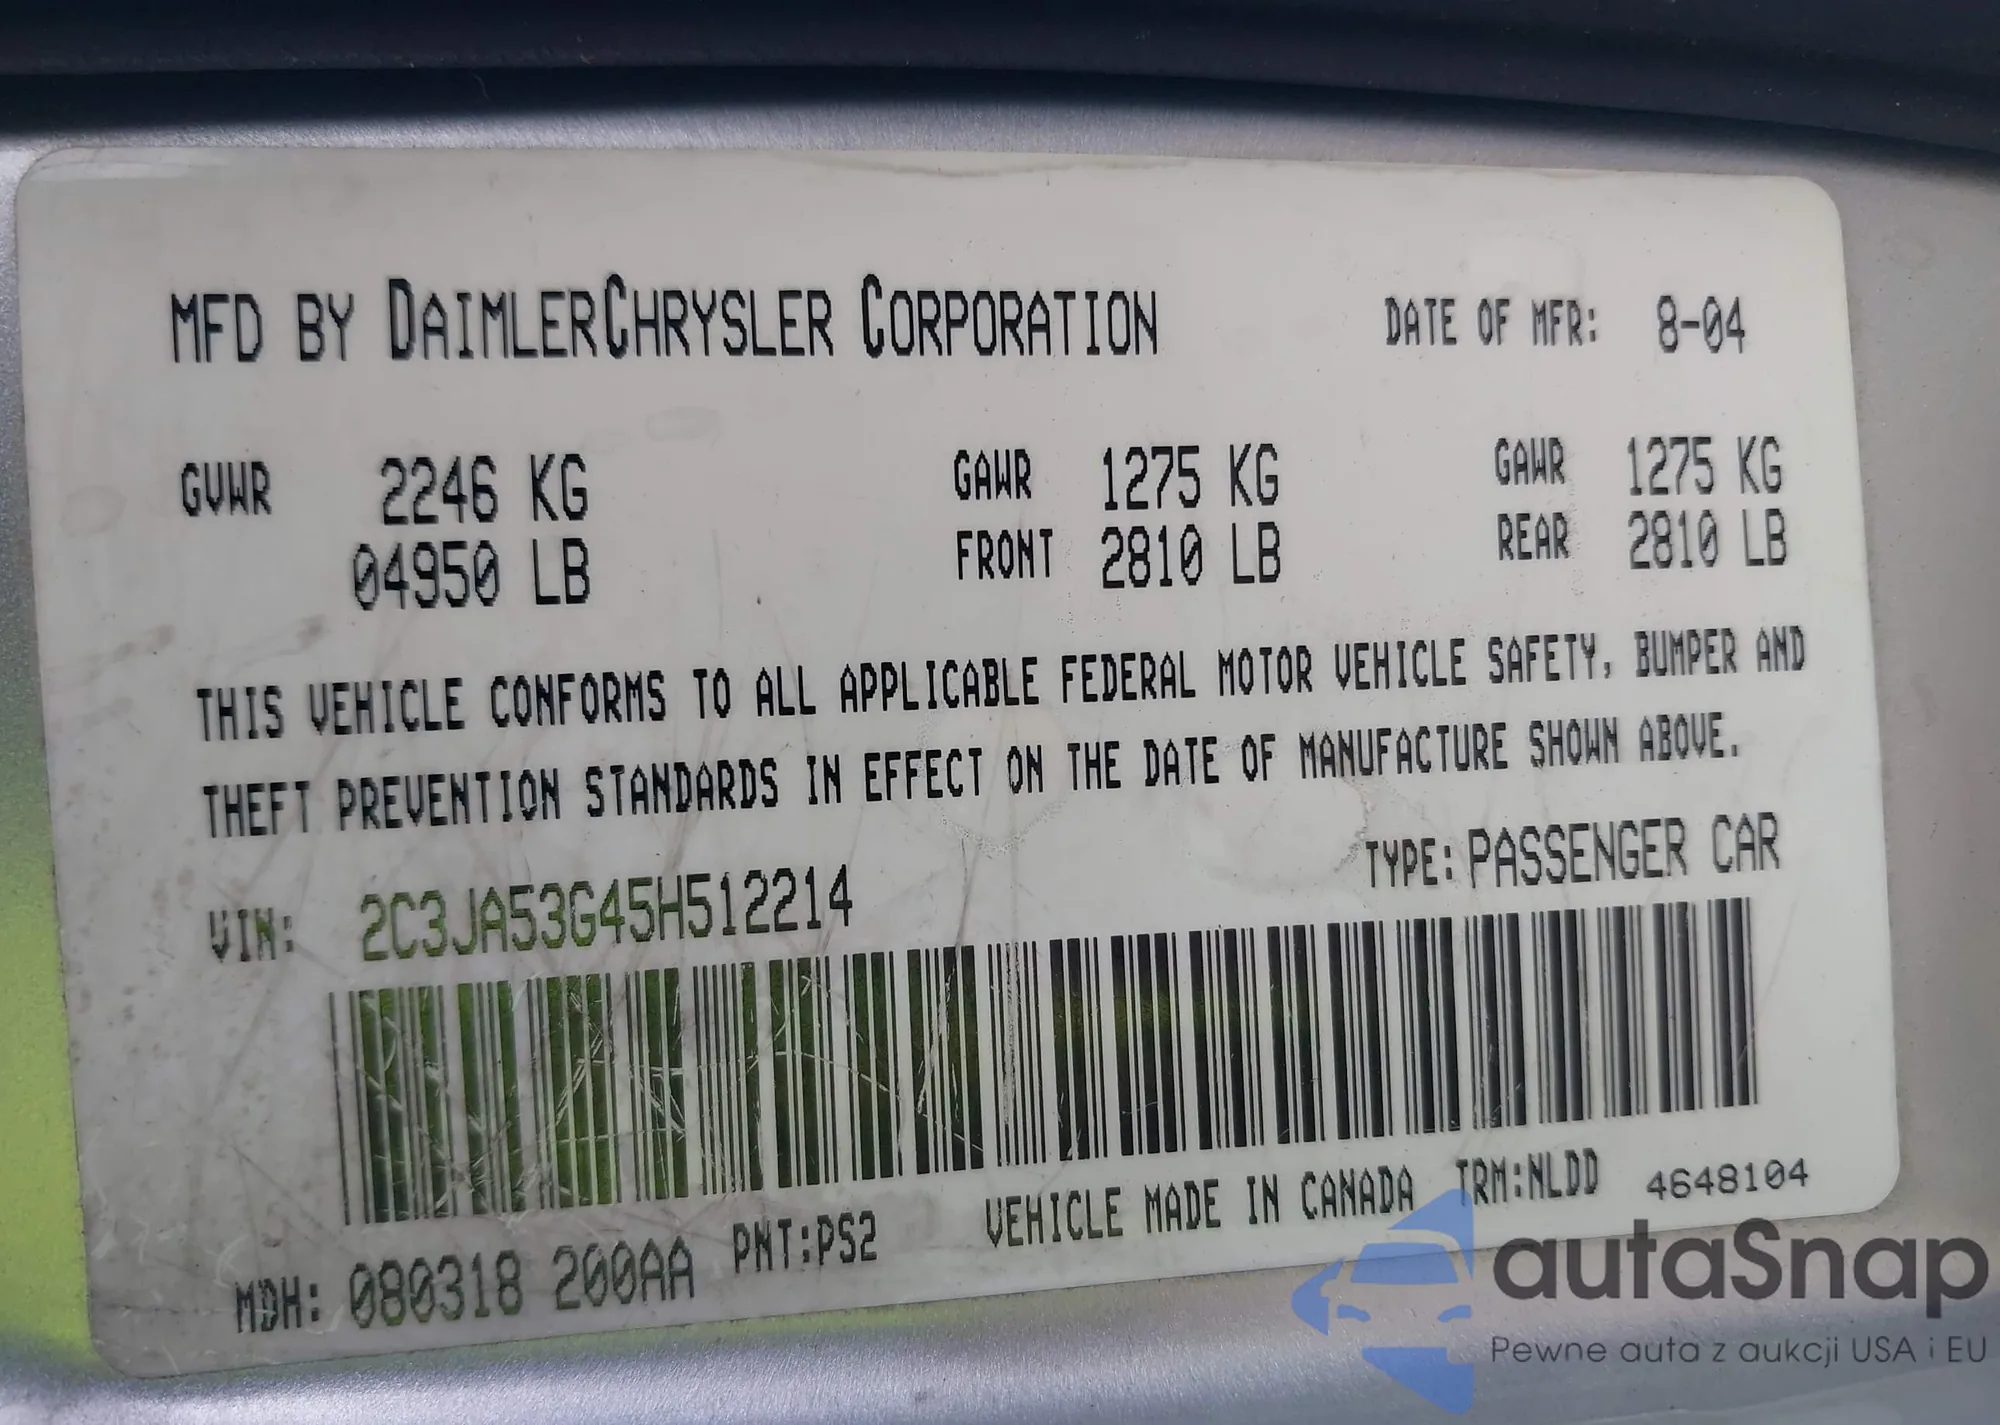 MFD BY DAIMLERCHRYSLER CORPORATION DATE OF MFR: 8-04
GVWR 2246 KG GAWR 1275 KG GAWR 1275 KG
04950 LB FRONT 2810 LB REAR 2810 LB
THIS VEHICLE CONFORMS TO ALL APPLICABLE FEDERAL MOTOR VEHICLE SAFETY, BUMPER AND
THEFT PREVENTION STANDARDS IN EFFECT ON THE DATE OF MANUFACTURE SHOWN ABOVE.
VIN: 2C3JA53G45H512214 TYPE: PASSENGER CAR
MDH: 080318 200AA PNT:PS2 VEHICLE MADE IN CANADA TRM:NLDD 4648104
autaSnap
Pewne auta z aukcji USA i EU